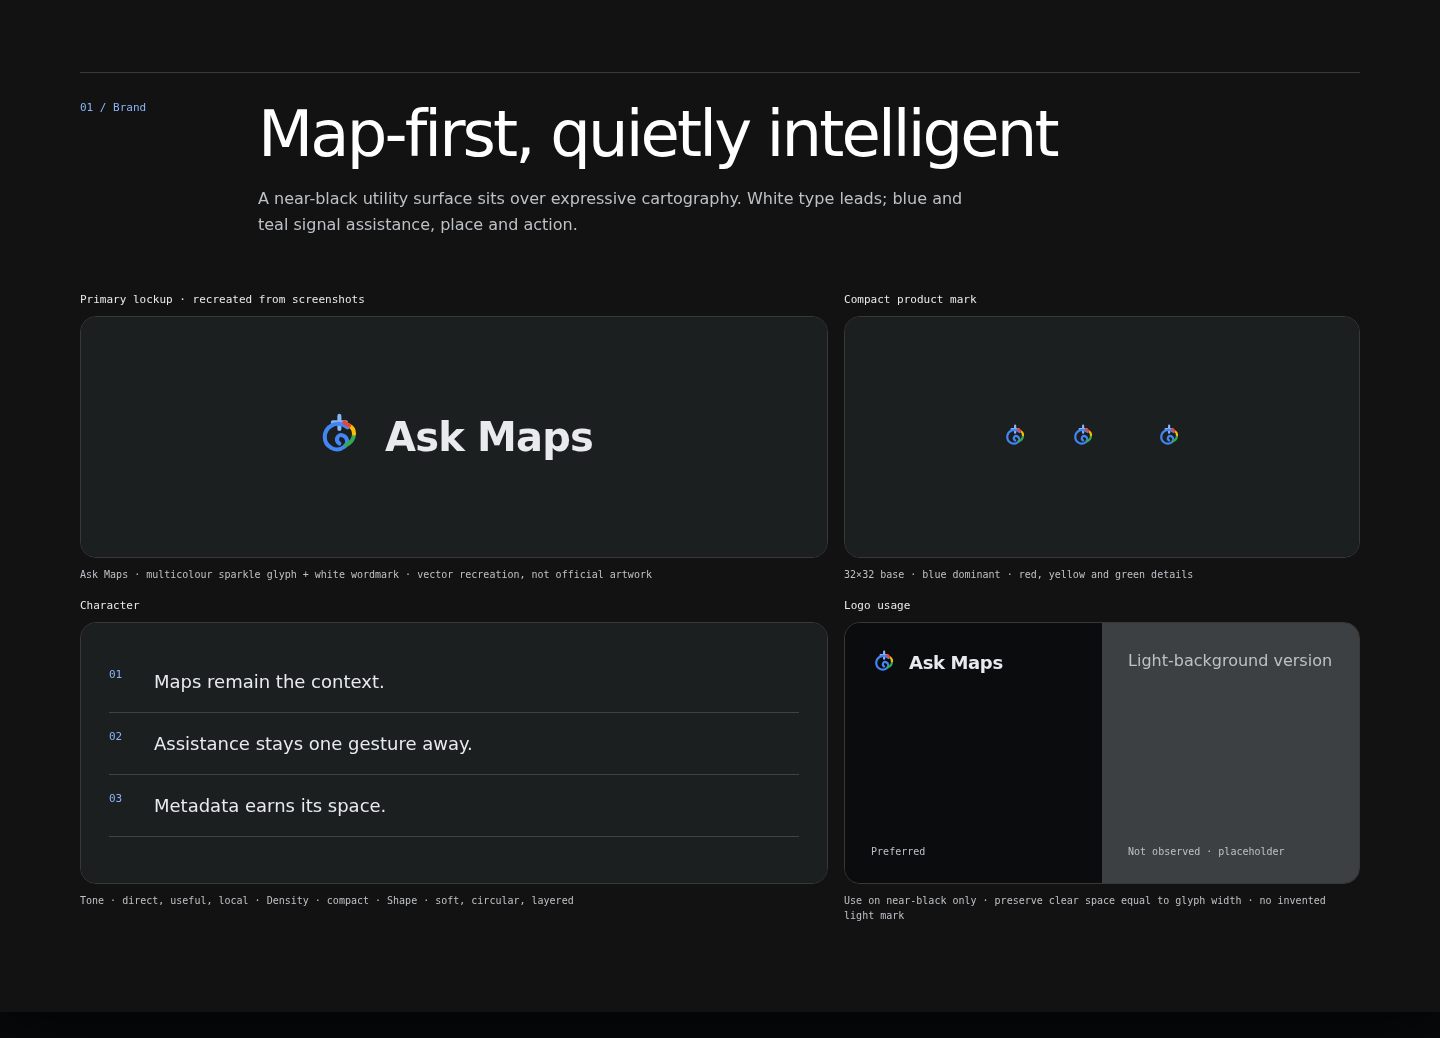 01 / Brand
Map-first, quietly intelligent
A near-black utility surface sits over expressive cartography. White type leads; blue and
teal signal assistance, place and action.
Primary lockup · recreated from screenshots
Ask Maps
Ask Maps · multicolour sparkle glyph + white wordmark · vector recreation, not official artwork
Compact product mark
32×32 base · blue dominant · red, yellow and green details
Character
01
Maps remain the context.
02
Assistance stays one gesture away.
03
Metadata earns its space.
Tone · direct, useful, local · Density · compact · Shape · soft, circular, layered
Logo usage
Ask Maps
Preferred
Light-background version
Not observed · placeholder
Use on near-black only · preserve clear space equal to glyph width · no invented
light mark